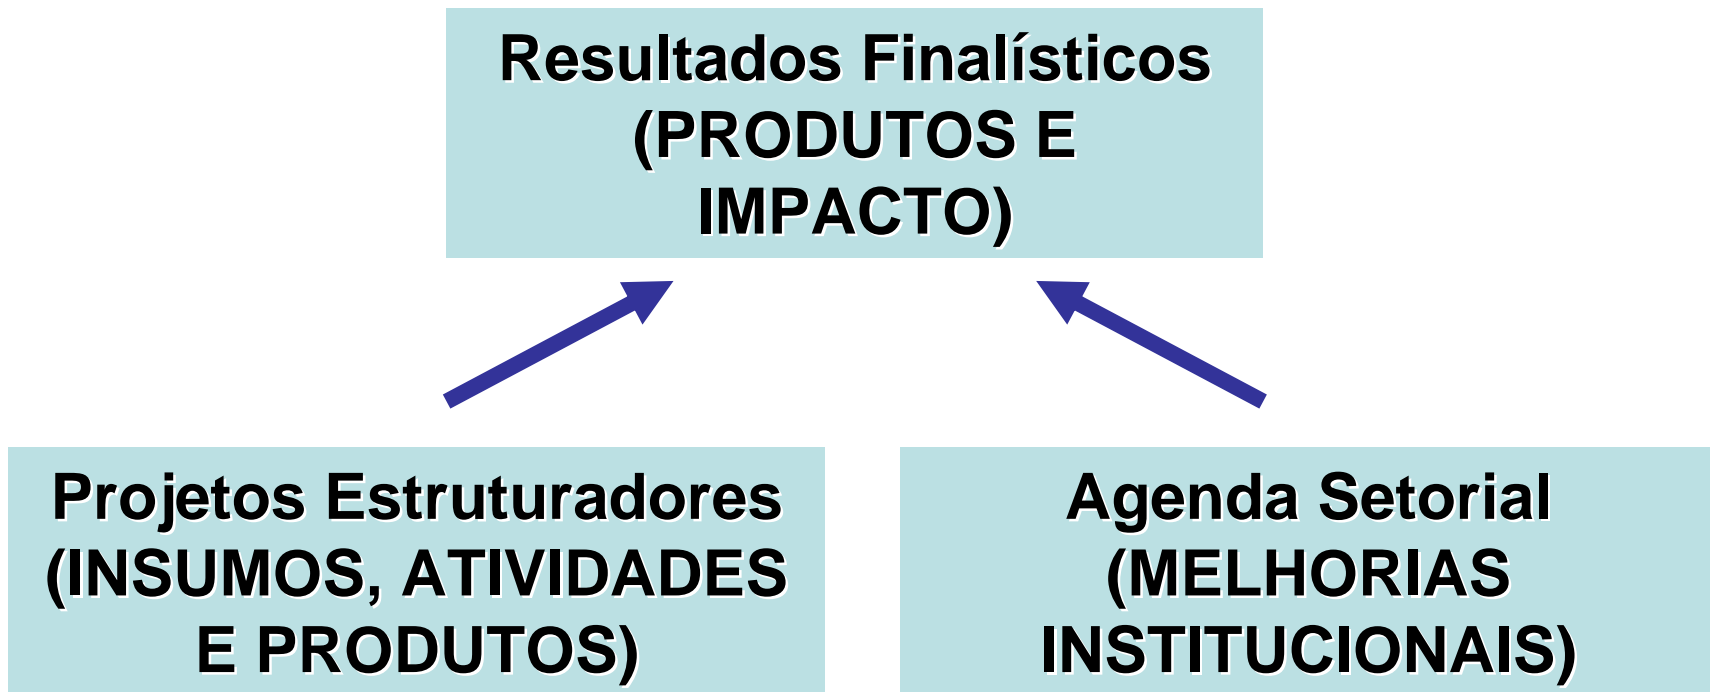 Resultados Finalísticos
(PRODUTOS E
IMPACTO)
Projetos Estruturadores
(INSUMOS, ATIVIDADES
E PRODUTOS)
Agenda Setorial
(MELHORIAS
INSTITUCIONAIS)